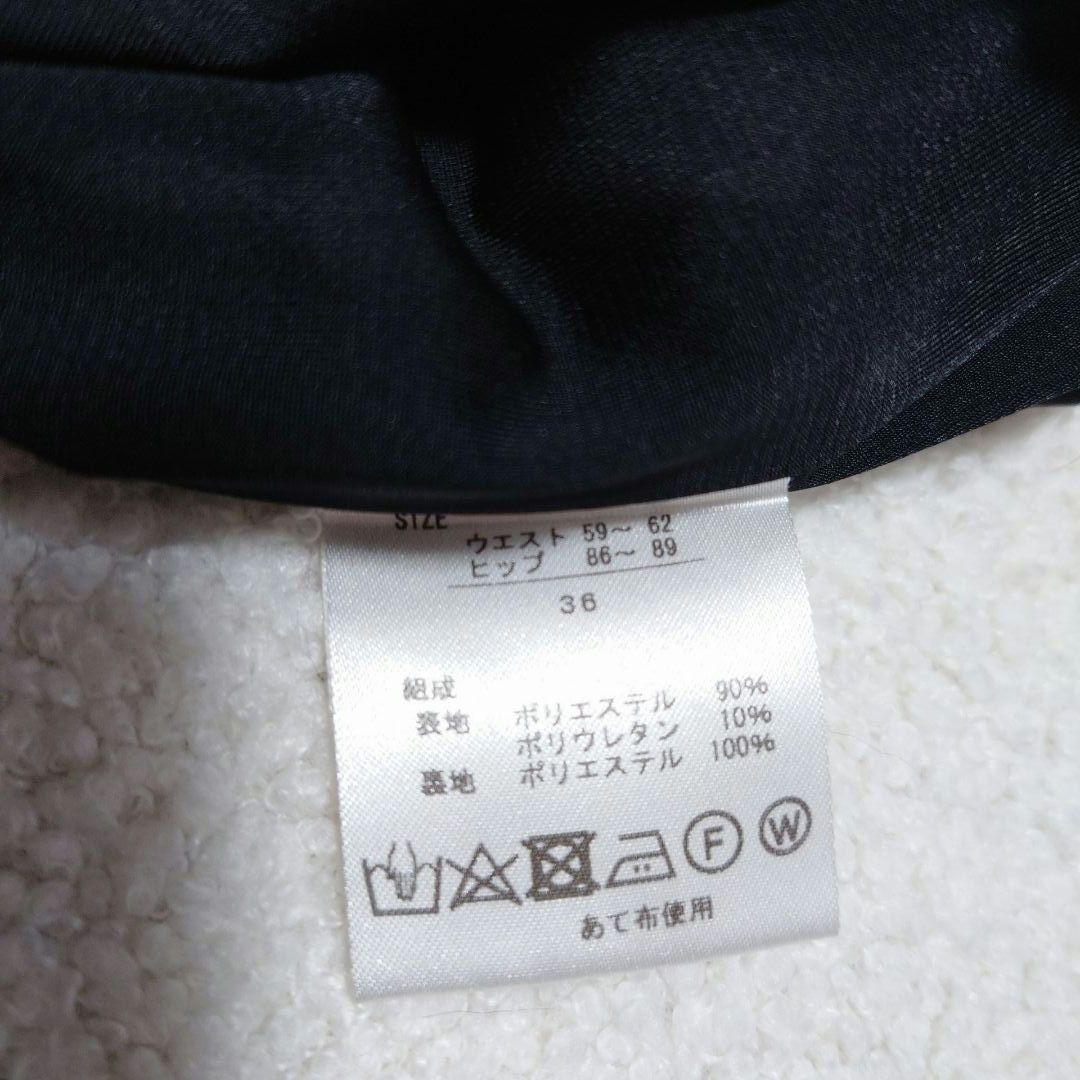 SIZE
ウエスト 59～ 62
ヒップ 86～ 89
36
組成
表地 ポリエステル 90%
ポリウレタン 10%
裏地 ポリエステル 100%
F W
あて布使用